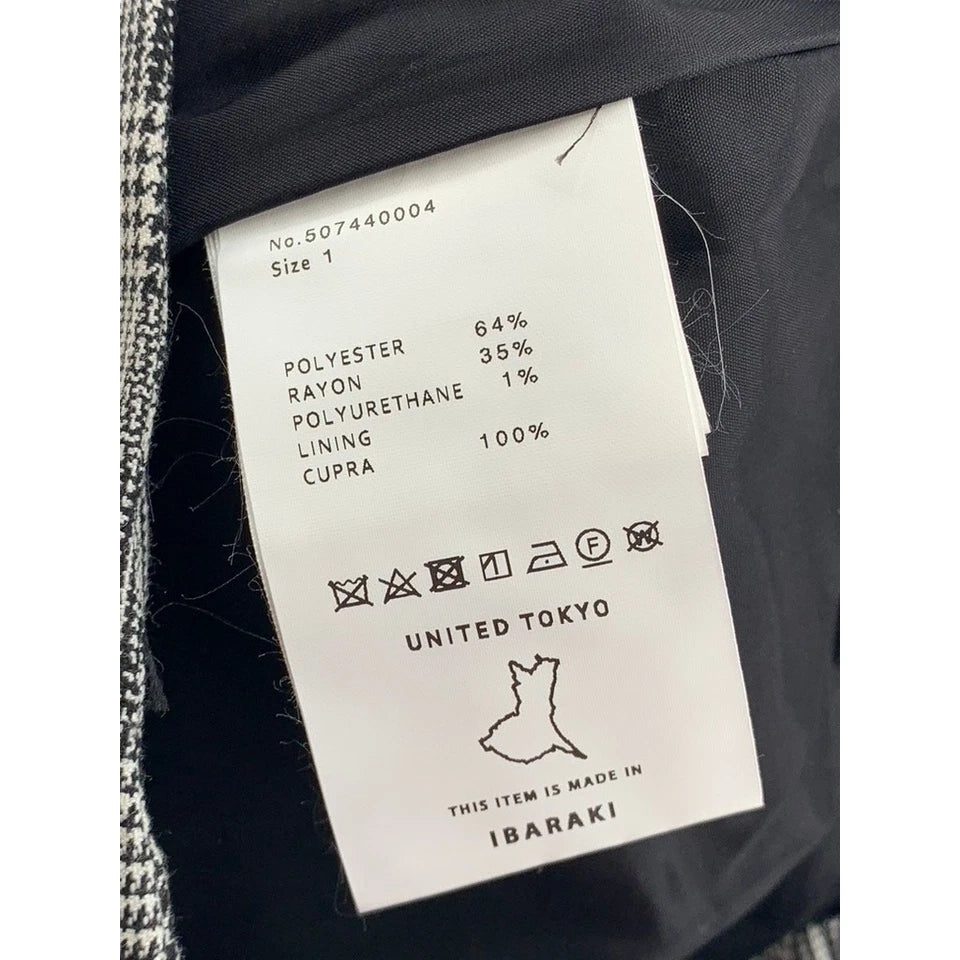 No.507440004
Size 1
POLYESTER 64%
RAYON 35%
POLYURETHANE 1%
LINING
CUPRA 100%
F W
UNITED TOKYO
THIS ITEM IS MADE IN
IBARAKI